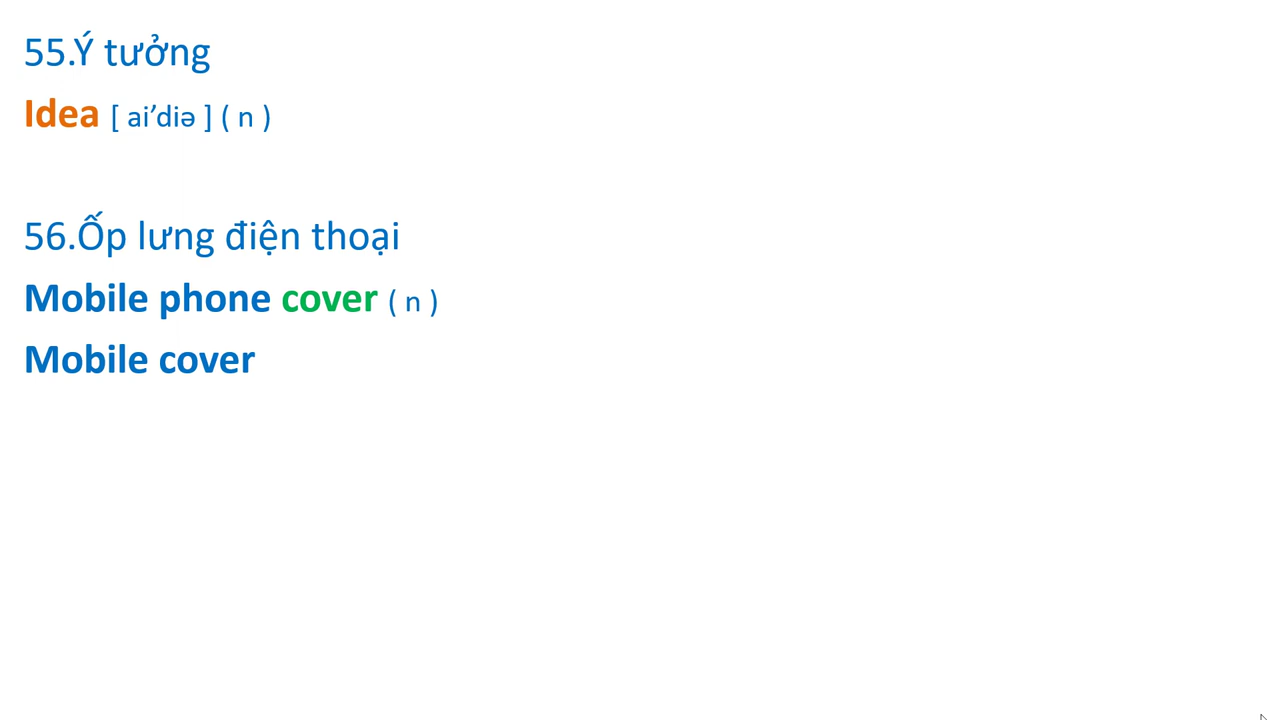 55.Ý tưởng
Idea [ ai’diə ] ( n )
56.Ốp lưng điện thoại
Mobile phone cover ( n )
Mobile cover